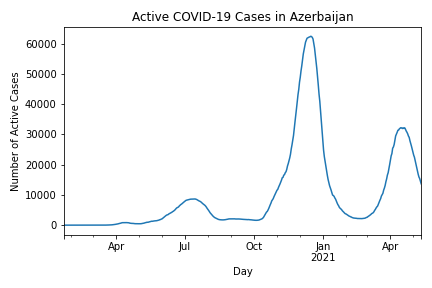 Active COVID-19 Cases in Azerbaijan
60000
50000
40000
30000
20000
10000
0
Number of Active Cases
Apr Jul Oct Jan Apr
2021
Day